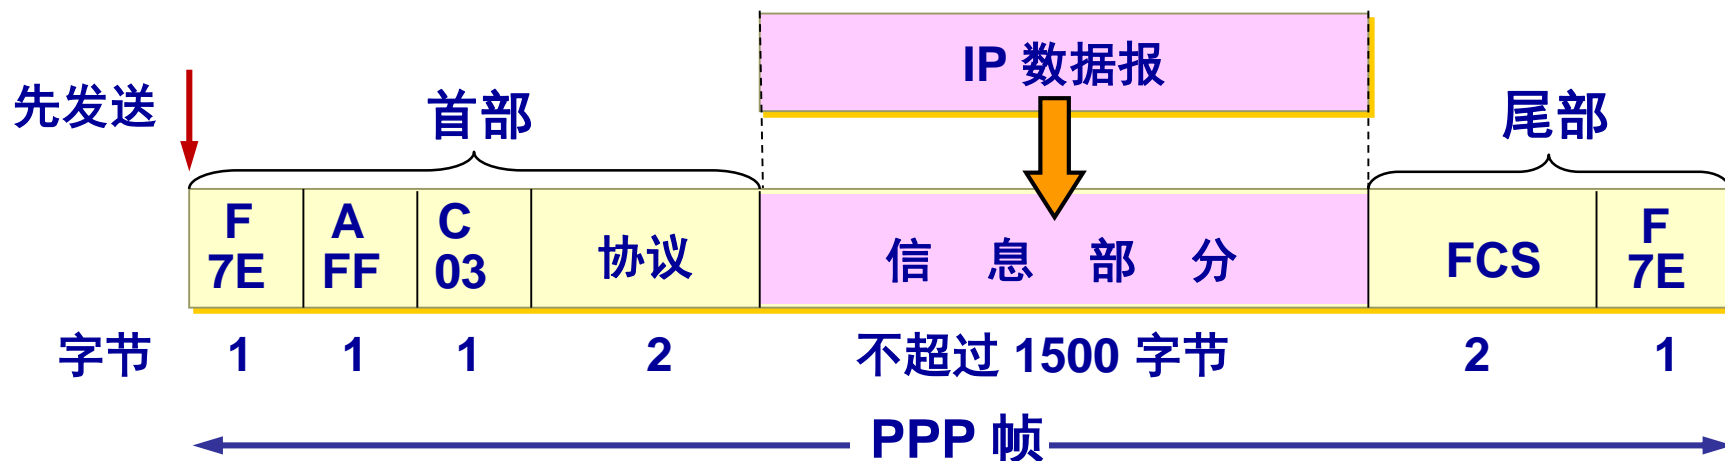 IP 数据报
先发送
首部
尾部
F
7E
A
FF
C
03
协议
信 息 部 分
FCS
F
7E
字节 1 1 1 2 不超过 1500 字节 2 1
PPP 帧